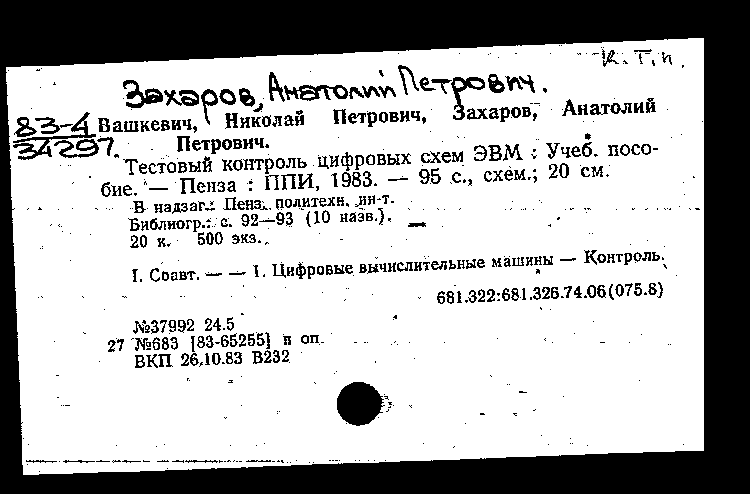 К. Т. п.
Захаров, Анатолий Петрович.
83-4
34297.
Вашкевич, Николай Петрович, Захаров, Анатолий
Петрович.
Тестовый контроль цифровых схем ЭВМ : Учеб. посо-
бие. — Пенза : ППИ, 1983. — 95 с., схем.; 20 см.
В надзаг.: Пенз. политехн. ин-т.
Библиогр.: с. 92—93 (10 назв.).
20 к. 500 экз.
I. Соавт. — — 1. Цифровые вычислительные машины — Контроль.
681.322:681.326.74.06(075.8)
№37992 24.5
27 №683 [83-65255] п оп.
ВКП 26.10.83 В232